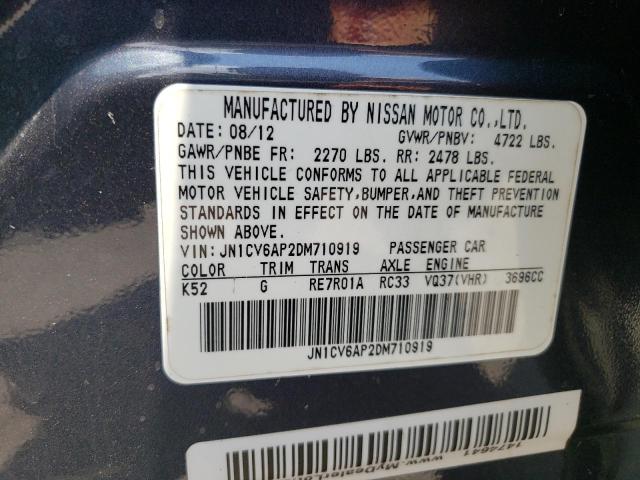 MANUFACTURED BY NISSAN MOTOR CO.,LTD.
DATE: 08/12 GVWR/PNBV: 4722 LBS.
GAWR/PNBE FR: 2270 LBS. RR: 2478 LBS.
THIS VEHICLE CONFORMS TO ALL APPLICABLE FEDERAL
MOTOR VEHICLE SAFETY,BUMPER,AND THEFT PREVENTION
STANDARDS IN EFFECT ON THE DATE OF MANUFACTURE
SHOWN ABOVE.
VIN: JN1CV6AP2DM710919 PASSENGER CAR
COLOR TRIM TRANS AXLE ENGINE
K52 G RE7R01A RC33 VQ37(VHR) 3696CC
JN1CV6AP2DM710919
1474641